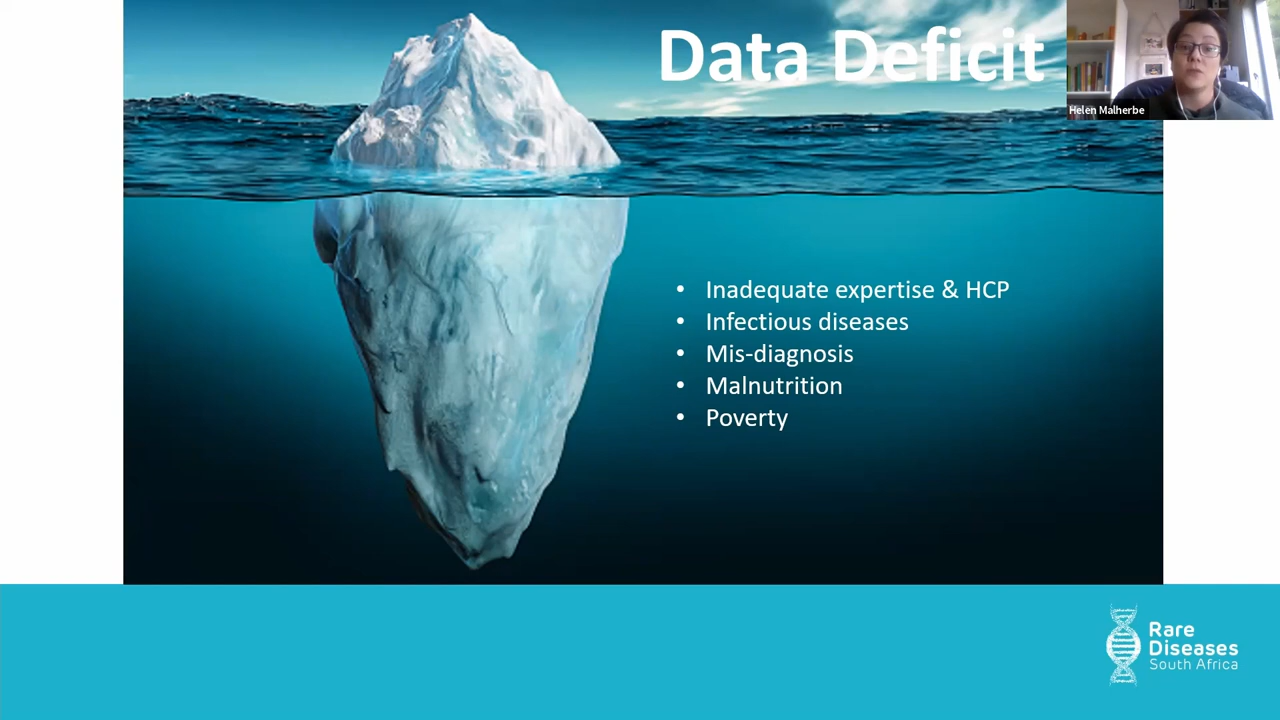 Data Deficit
Helen Malherbe
• Inadequate expertise & HCP
• Infectious diseases
• Mis-diagnosis
• Malnutrition
• Poverty
Rare
Diseases
South Africa